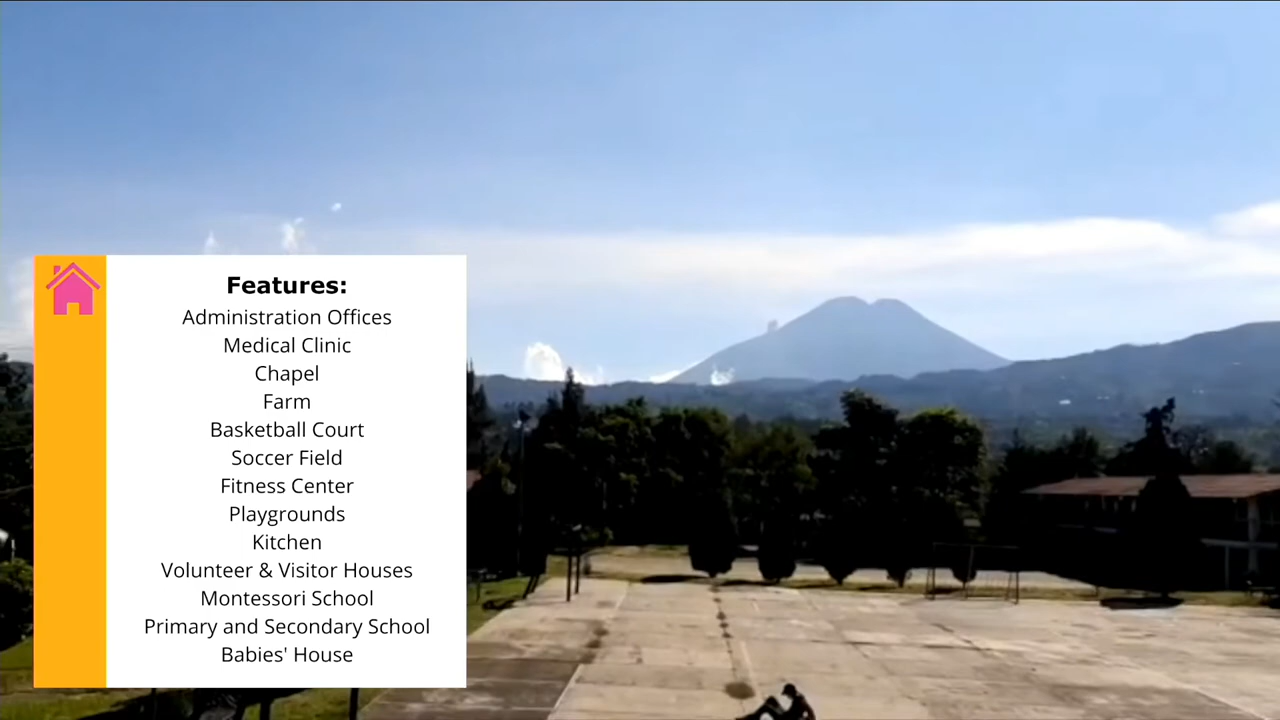 Features:
Administration Offices
Medical Clinic
Chapel
Farm
Basketball Court
Soccer Field
Fitness Center
Playgrounds
Kitchen
Volunteer & Visitor Houses
Montessori School
Primary and Secondary School
Babies' House